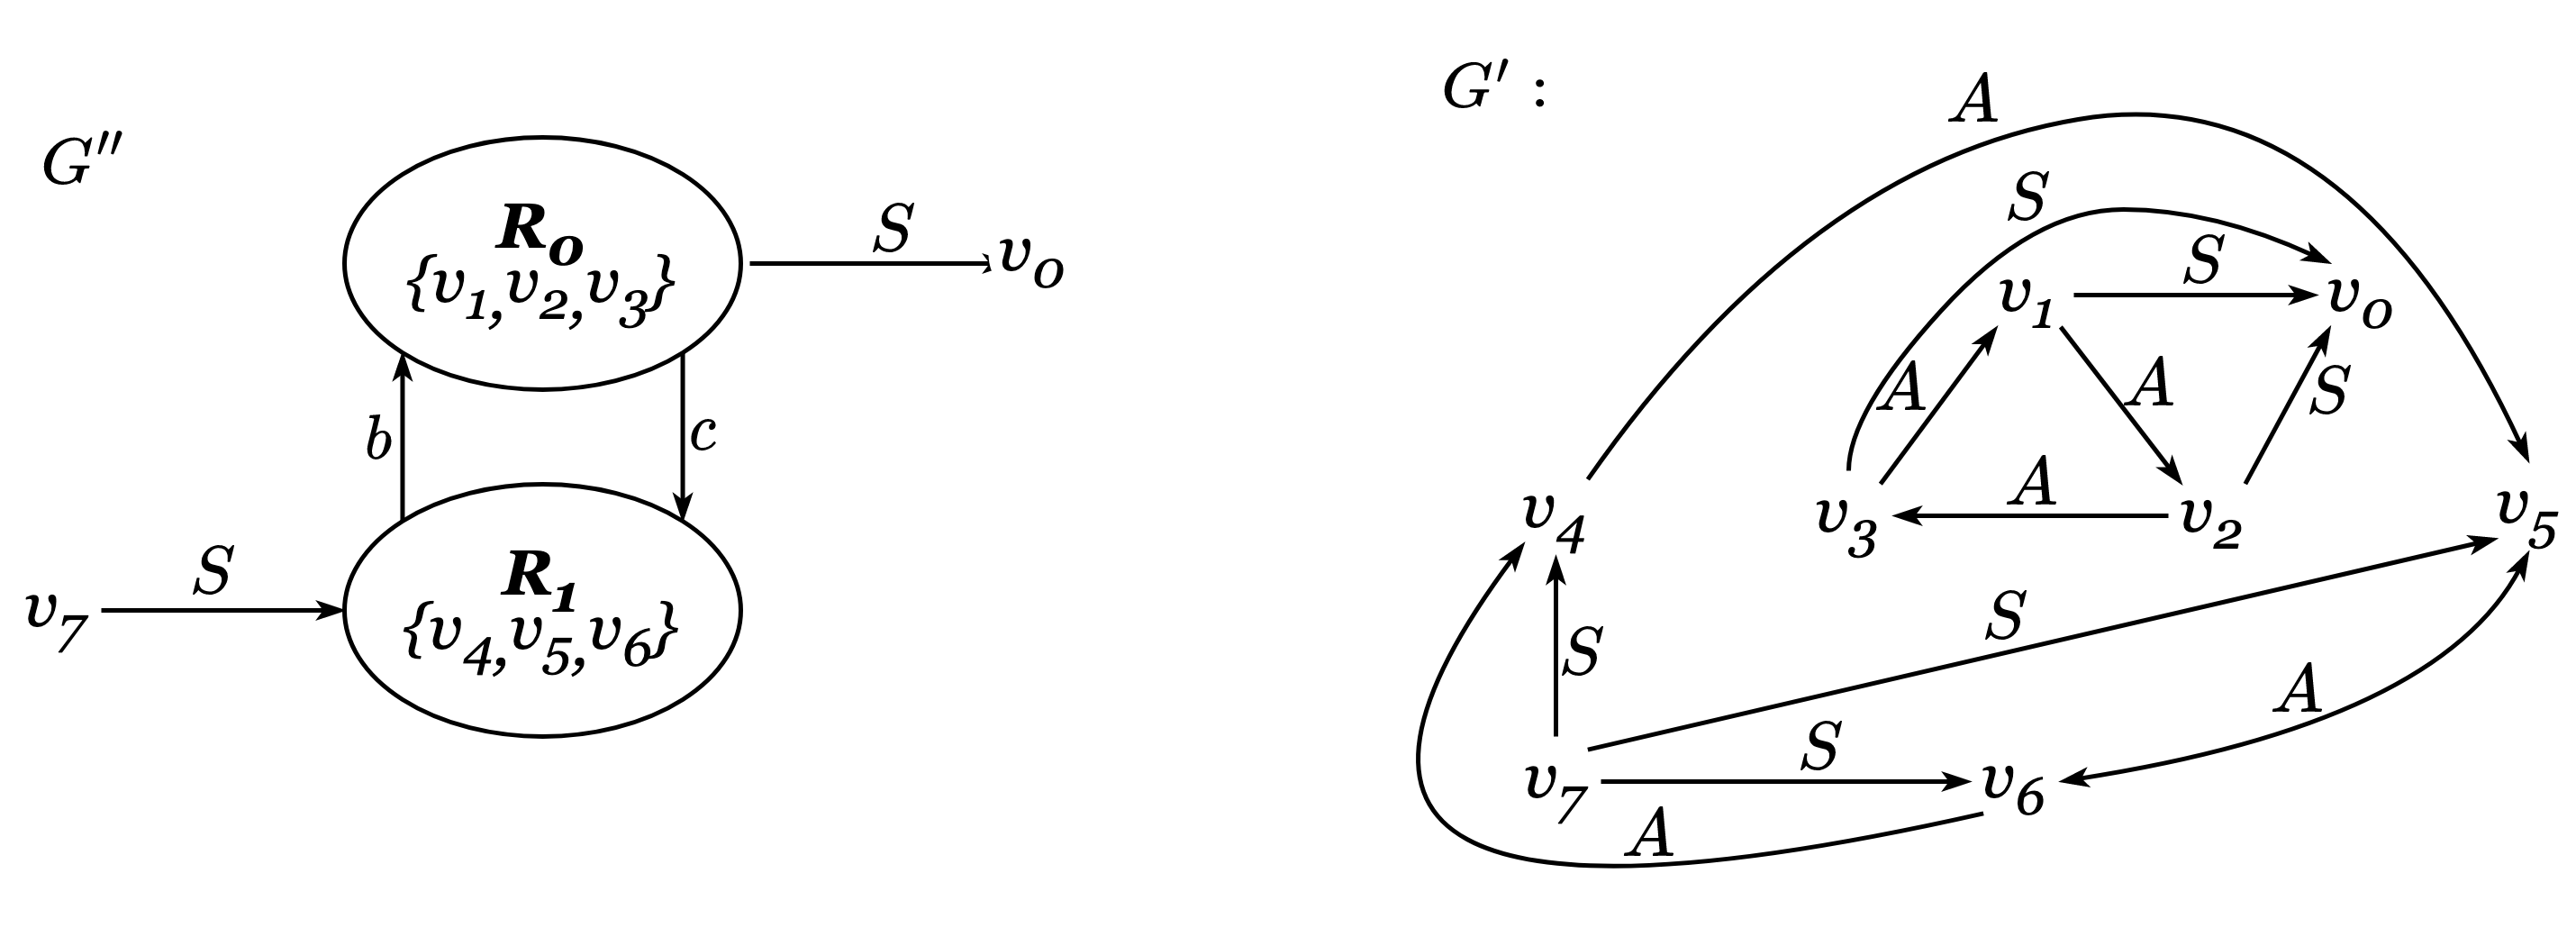 G″
R₀
{v₁,v₂,v₃}
S
v₀
b
c
v₇
S
R₁
{v₄,v₅,v₆}
G′ :
A
S
v₁
S
v₀
A
A
S
v₄
v₃
A
v₂
v₅
S
S
A
v₇
S
v₆
A